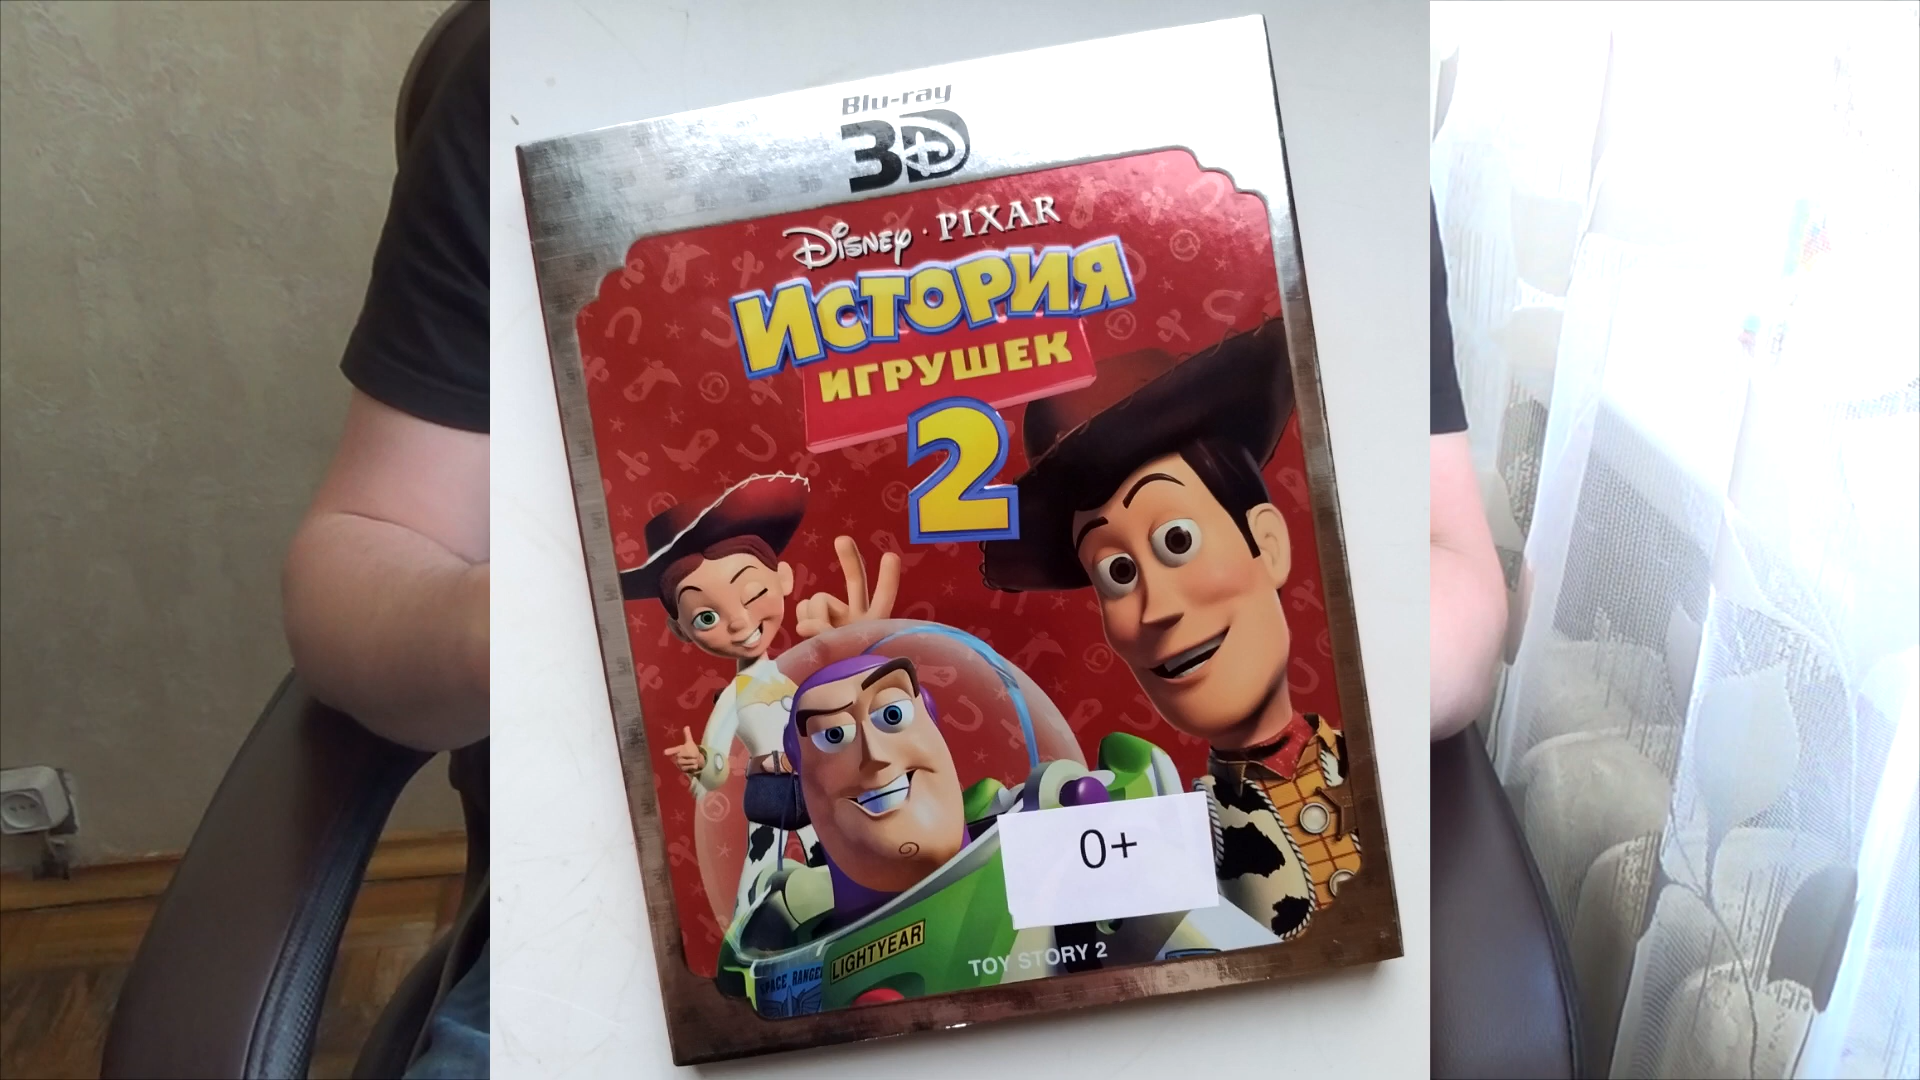 Blu-ray
3D
DISNEY · PIXAR
ИСТОРИЯ
ИГРУШЕК
2
0+
LIGHTYEAR
SPACE RANGER
TOY STORY 2